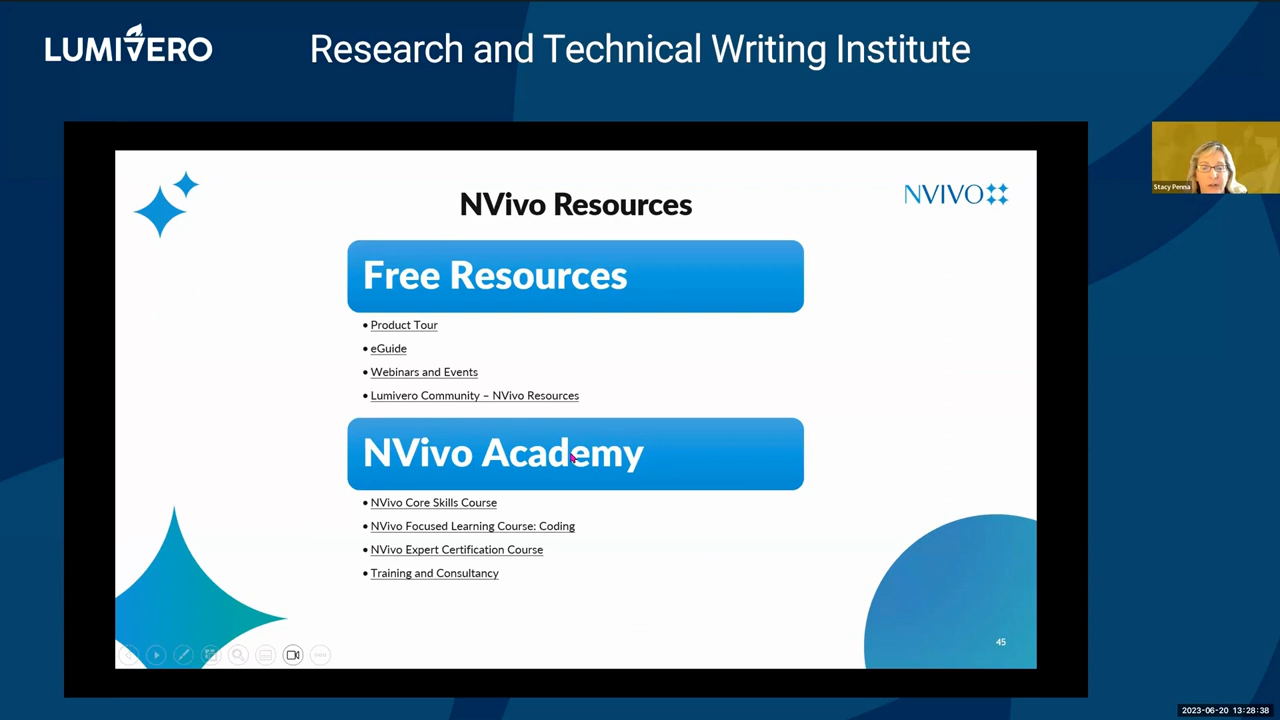 LUMIVERO
Research and Technical Writing Institute
NVivo Resources
NVIVO
Stacy Penna
Free Resources
• Product Tour
• eGuide
• Webinars and Events
• Lumivero Community – NVivo Resources
NVivo Academy
• NVivo Core Skills Course
• NVivo Focused Learning Course: Coding
• NVivo Expert Certification Course
• Training and Consultancy
45
2023-06-20 13:28:38